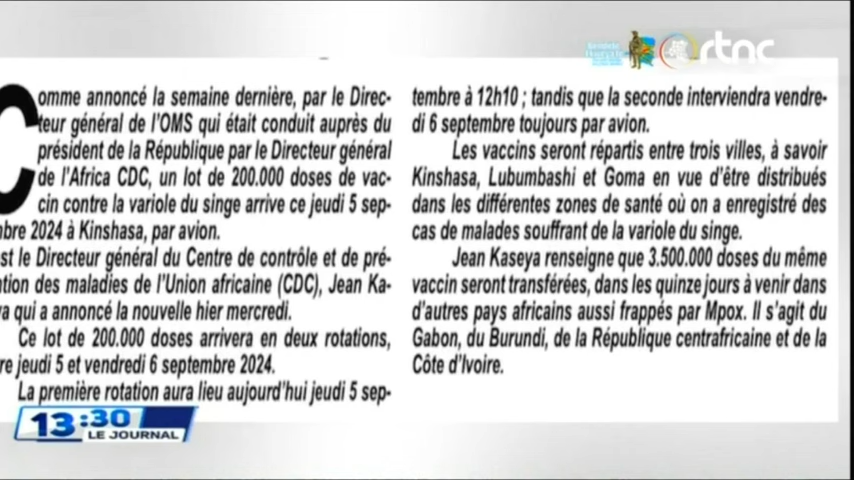 rtnc
Comme annoncé la semaine dernière, par le Direc-
teur général de l'OMS qui était conduit auprès du
président de la République par le Directeur général
de l'Africa CDC, un lot de 200.000 doses de vac-
cin contre la variole du singe arrive ce jeudi 5 sep-
mbre 2024 à Kinshasa, par avion.
est le Directeur général du Centre de contrôle et de pré-
tion des maladies de l'Union africaine (CDC), Jean Ka-
a qui a annoncé la nouvelle hier mercredi.
Ce lot de 200.000 doses arrivera en deux rotations,
re jeudi 5 et vendredi 6 septembre 2024.
La première rotation aura lieu aujourd'hui jeudi 5 sep-
tembre à 12h10 ; tandis que la seconde interviendra vendre-
di 6 septembre toujours par avion.
Les vaccins seront répartis entre trois villes, à savoir
Kinshasa, Lubumbashi et Goma en vue d'être distribués
dans les différentes zones de santé où on a enregistré des
cas de malades souffrant de la variole du singe.
Jean Kaseya renseigne que 3.500.000 doses du même
vaccin seront transférées, dans les quinze jours à venir dans
d'autres pays africains aussi frappés par Mpox. Il s'agit du
Gabon, du Burundi, de la République centrafricaine et de la
Côte d'Ivoire.
13:30
LE JOURNAL